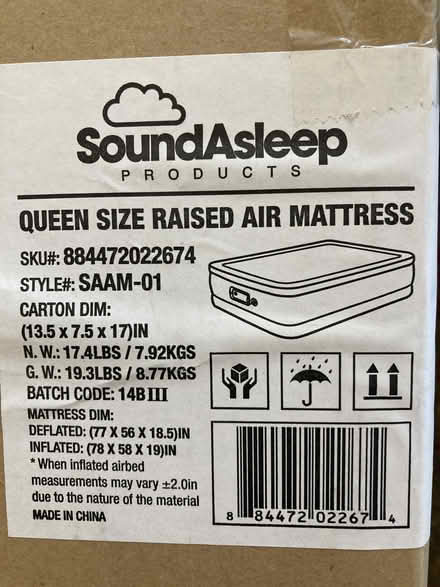 SoundAsleep
PRODUCTS
QUEEN SIZE RAISED AIR MATTRESS
SKU#: 884472022674
STYLE#: SAAM-01
CARTON DIM:
(13.5 x 7.5 x 17)IN
N. W.: 17.4LBS / 7.92KGS
G. W.: 19.3LBS / 8.77KGS
BATCH CODE: 14BIII
MATTRESS DIM:
DEFLATED: (77 X 56 X 18.5)IN
INFLATED: (78 X 58 X 19)IN
* When inflated airbed
measurements may vary ±2.0in
due to the nature of the material
MADE IN CHINA
8 84472 02267 4